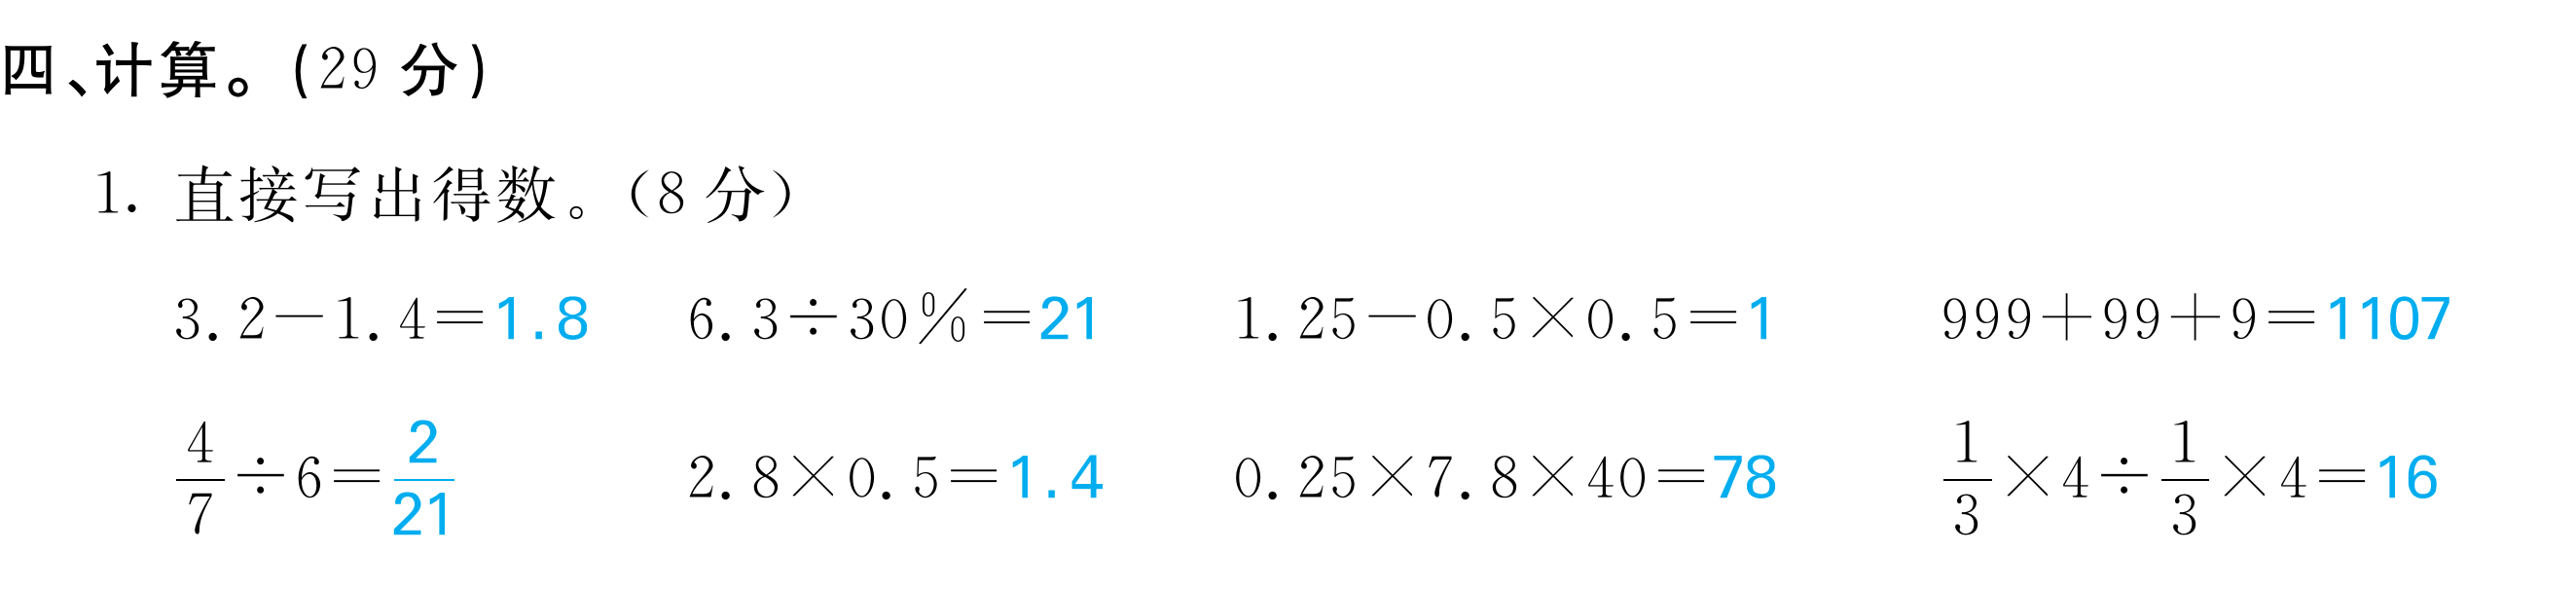 四、计算。(29 分)
1. 直接写出得数。(8 分)
3.2－1.4＝1.8 6.3÷30％＝21 1.25－0.5×0.5＝1 999＋99＋9＝1107
4/7÷6＝2/21 2.8×0.5＝1.4 0.25×7.8×40＝78 1/3×4÷1/3×4＝16